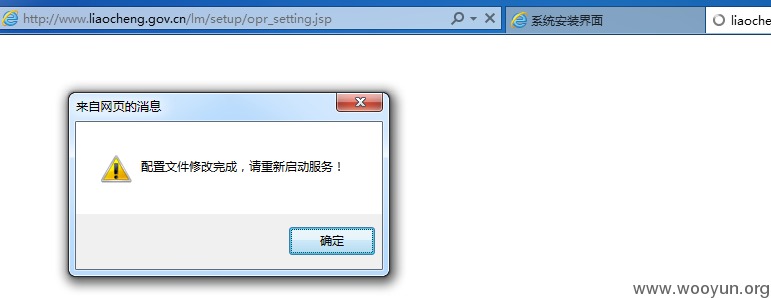 http://www.liaocheng.gov.cn/lm/setup/opr_setting.jsp
系统安装界面
liaoche
来自网页的消息
配置文件修改完成，请重新启动服务！
确定
www.wooyun.org